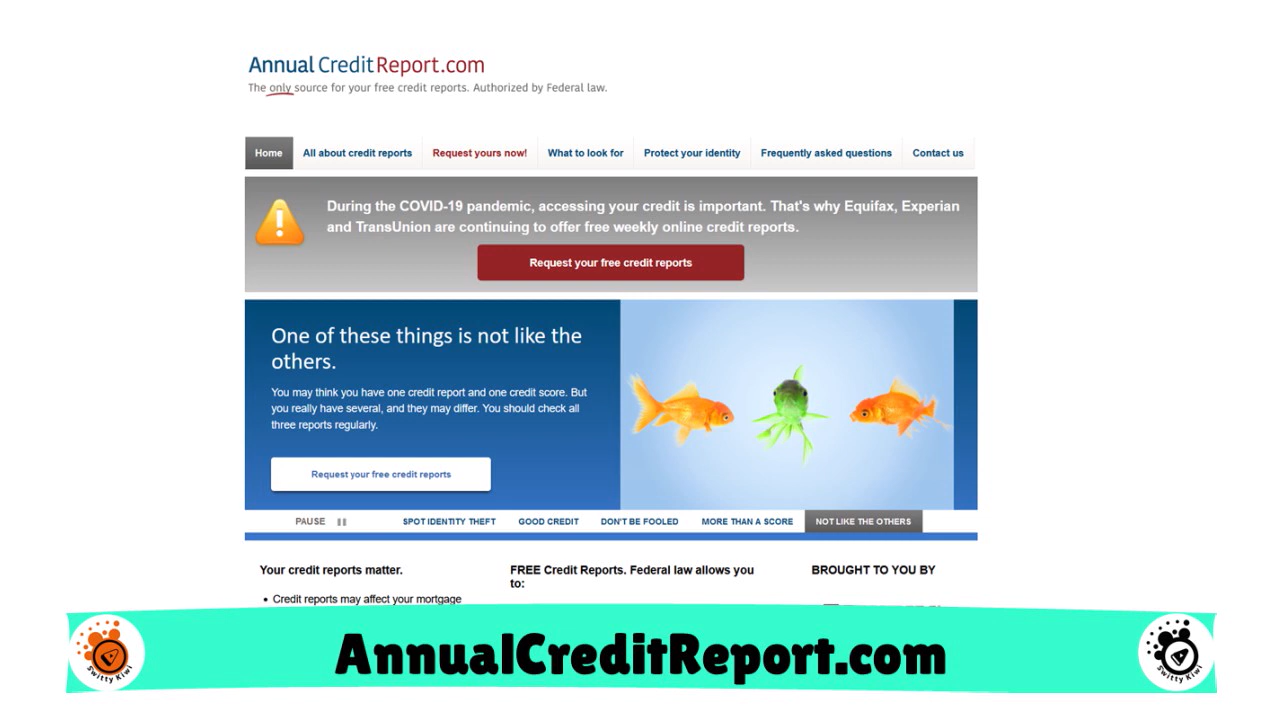 AnnualCreditReport.com
The only source for your free credit reports. Authorized by Federal law.
Home All about credit reports Request yours now! What to look for Protect your identity Frequently asked questions Contact us
During the COVID-19 pandemic, accessing your credit is important. That's why Equifax, Experian
and TransUnion are continuing to offer free weekly online credit reports.
Request your free credit reports
One of these things is not like the
others.
You may think you have one credit report and one credit score. But
you really have several, and they may differ. You should check all
three reports regularly.
Request your free credit reports
PAUSE SPOT IDENTITY THEFT GOOD CREDIT DON'T BE FOOLED MORE THAN A SCORE NOT LIKE THE OTHERS
Your credit reports matter.
• Credit reports may affect your mortgage
FREE Credit Reports. Federal law allows you
to:
BROUGHT TO YOU BY
AnnualCreditReport.com
Switty Kiwi
Switty Kiwi